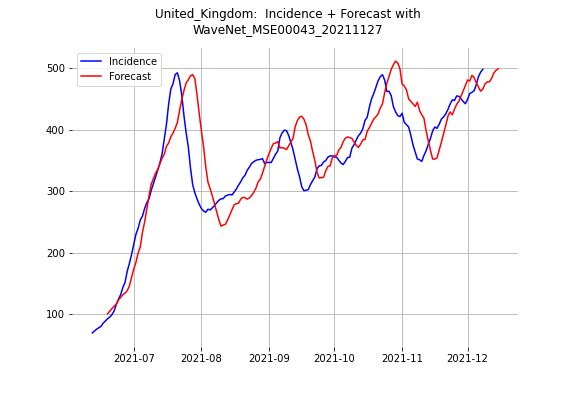 United_Kingdom:  Incidence + Forecast with
WaveNet_MSE00043_20211127
Incidence
Forecast
500
400
300
200
100
2021-07
2021-08
2021-09
2021-10
2021-11
2021-12